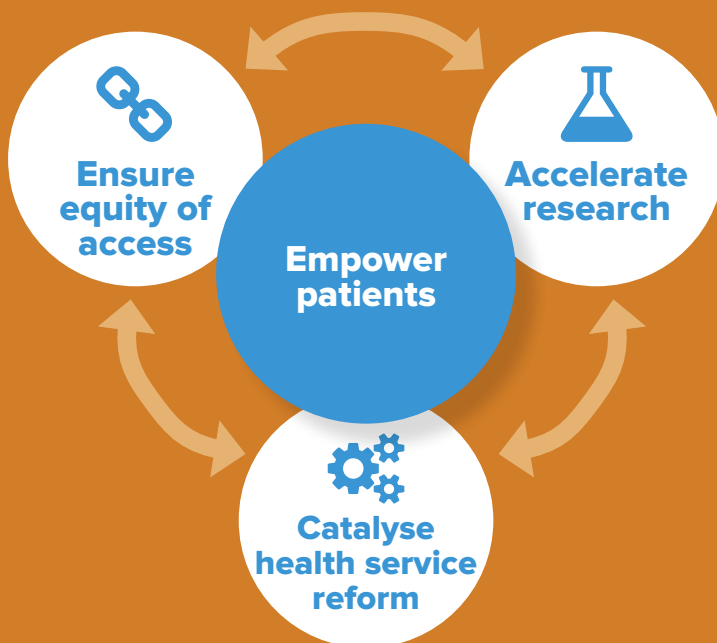 Ensure
equity of
access
Accelerate
research
Empower
patients
Catalyse
health service
reform